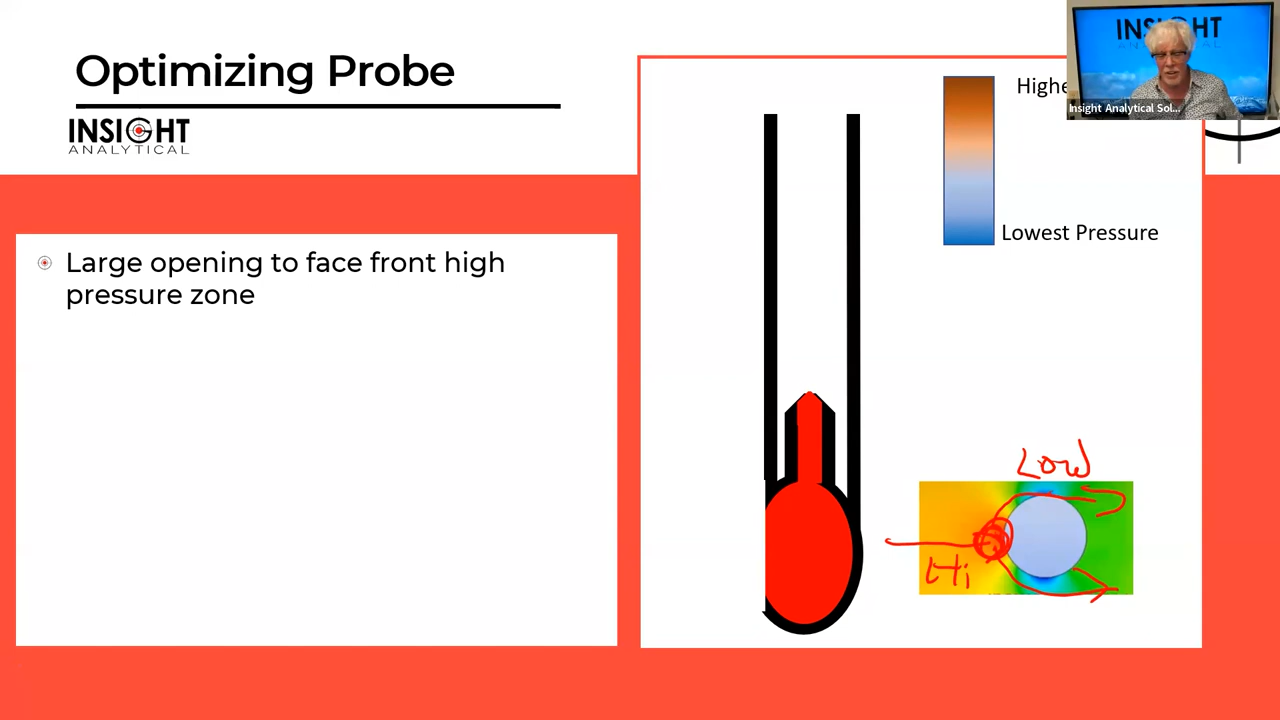 Optimizing Probe
INSIGHT
ANALYTICAL
Large opening to face front high
pressure zone
Lowest Pressure
INSIGHT
ANALYTICAL
Insight Analytical Sol...
Low
Hi